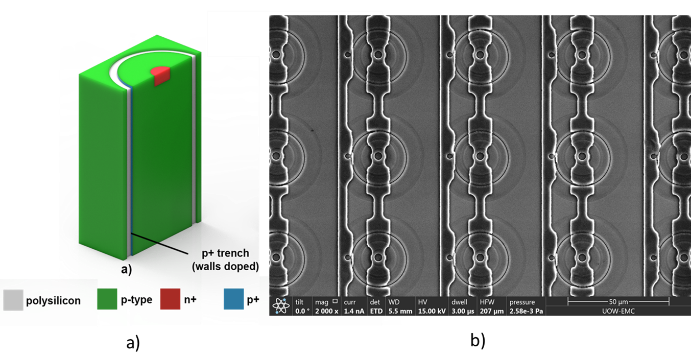 p+ trench
(walls doped)
a)
polysilicon
p-type
n+
p+
tilt mag curr det WD HV dwell HFW pressure
0.0 ° 2 000 x 1.4 nA ETD 5.5 mm 15.00 kV 3.00 µs 207 µm 2.58e-3 Pa
50 µm
UOW-EMC
a)
b)